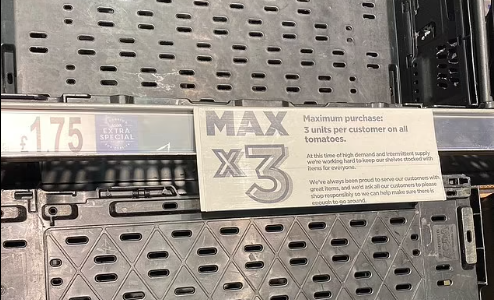 1.75
EXTRA
SPECIAL
MAX
x3
Maximum purchase:
3 units per customer on all
tomatoes.
At this time of high demand and intermittent supply
we're working hard to keep our shelves stocked with
items for everyone.
We've always been proud to serve our customers with
great items, and we'd ask all our customers to please
shop responsibly so we can help make sure there is
enough to go around.